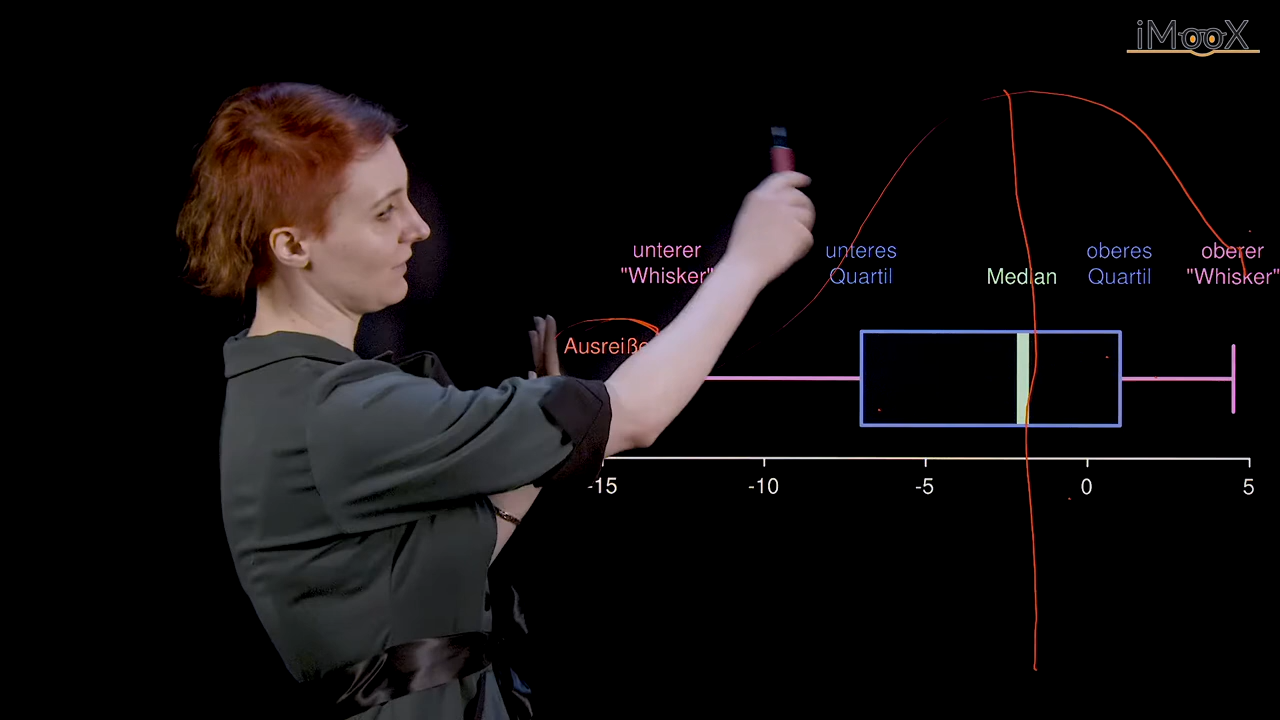 iMooX
unterer
"Whisker"
unteres
Quartil
Median
oberes
Quartil
oberer
"Whisker"
-15
-10
-5
0
5